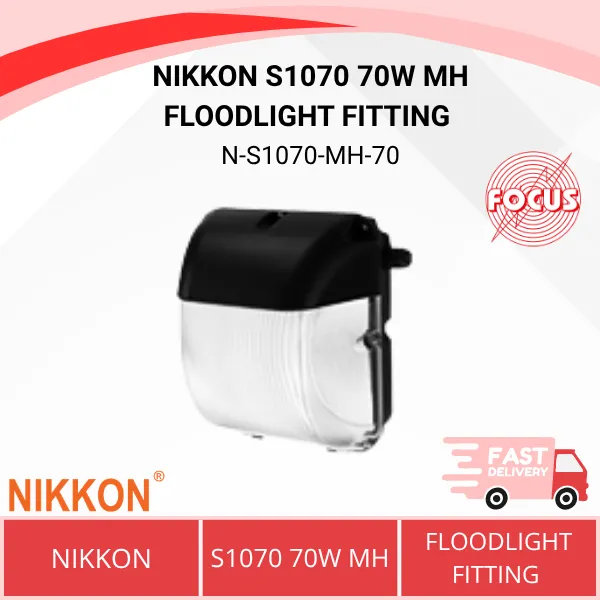 NIKKON S1070 70W MH
FLOODLIGHT FITTING
N-S1070-MH-70
FOCUS
FAST
DELIVERY
NIKKON®
NIKKON
S1070 70W MH
FLOODLIGHT
FITTING